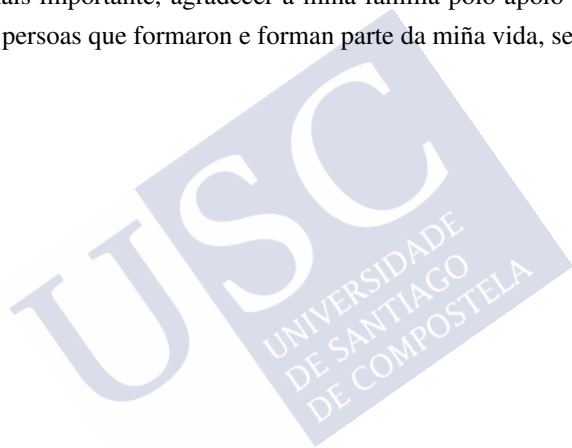 importante, agradecer á miña familia polo apoio
persoas que formaron e forman parte da miña vida, se
USC
UNIVERSIDADE
DE SANTIAGO
DE COMPOSTELA